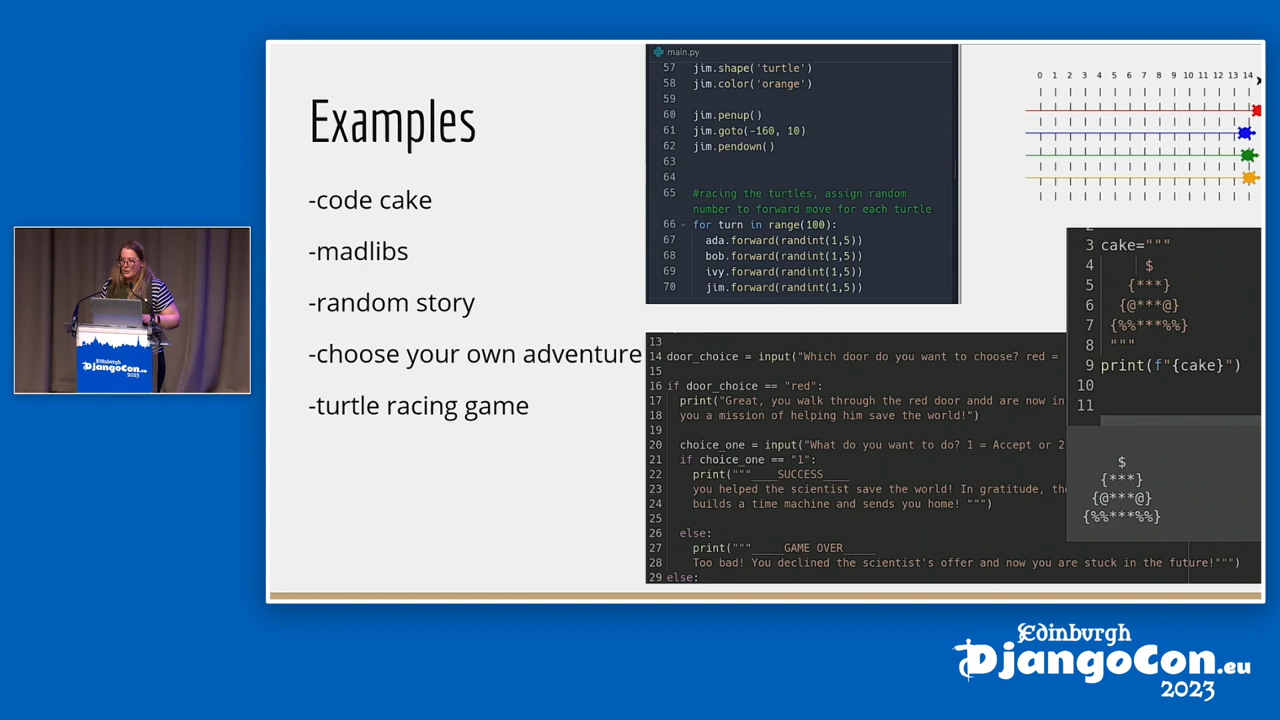 Examples
-code cake
-madlibs
-random story
-choose your own adventure
-turtle racing game
main.py
57 jim.shape('turtle')
58 jim.color('orange')
59
60 jim.penup()
61 jim.goto(-160, 10)
62 jim.pendown()
63
64
65 #racing the turtles, assign random
number to forward move for each turtle
66 for turn in range(100):
67 ada.forward(randint(1,5))
68 bob.forward(randint(1,5))
69 ivy.forward(randint(1,5))
70 jim.forward(randint(1,5))
0 1 2 3 4 5 6 7 8 9 10 11 12 13 14
3 cake="""
4 $
5 {***}
6 {@***@}
7 {%%***%%}
8 """
9 print(f"{cake}")
10
11
$
{***}
{@***@}
{%%***%%}
13
14 door_choice = input("Which door do you want to choose? red =
15
16 if door_choice == "red":
17 print("Great, you walk through the red door andd are now in
18 you a mission of helping him save the world!")
19
20 choice_one = input("What do you want to do? 1 = Accept or 2
21 if choice_one == "1":
22 print("""____SUCCESS____
23 you helped the scientist save the world! In gratitude, the
24 builds a time machine and sends you home! """)
25
26 else:
27 print("""_____GAME OVER_____
28 Too bad! You declined the scientist's offer and now you are stuck in the future!""")
29 else:
Edinburgh
DjangoCon.eu
2023
Edinburgh
DjangoCon.eu
2023